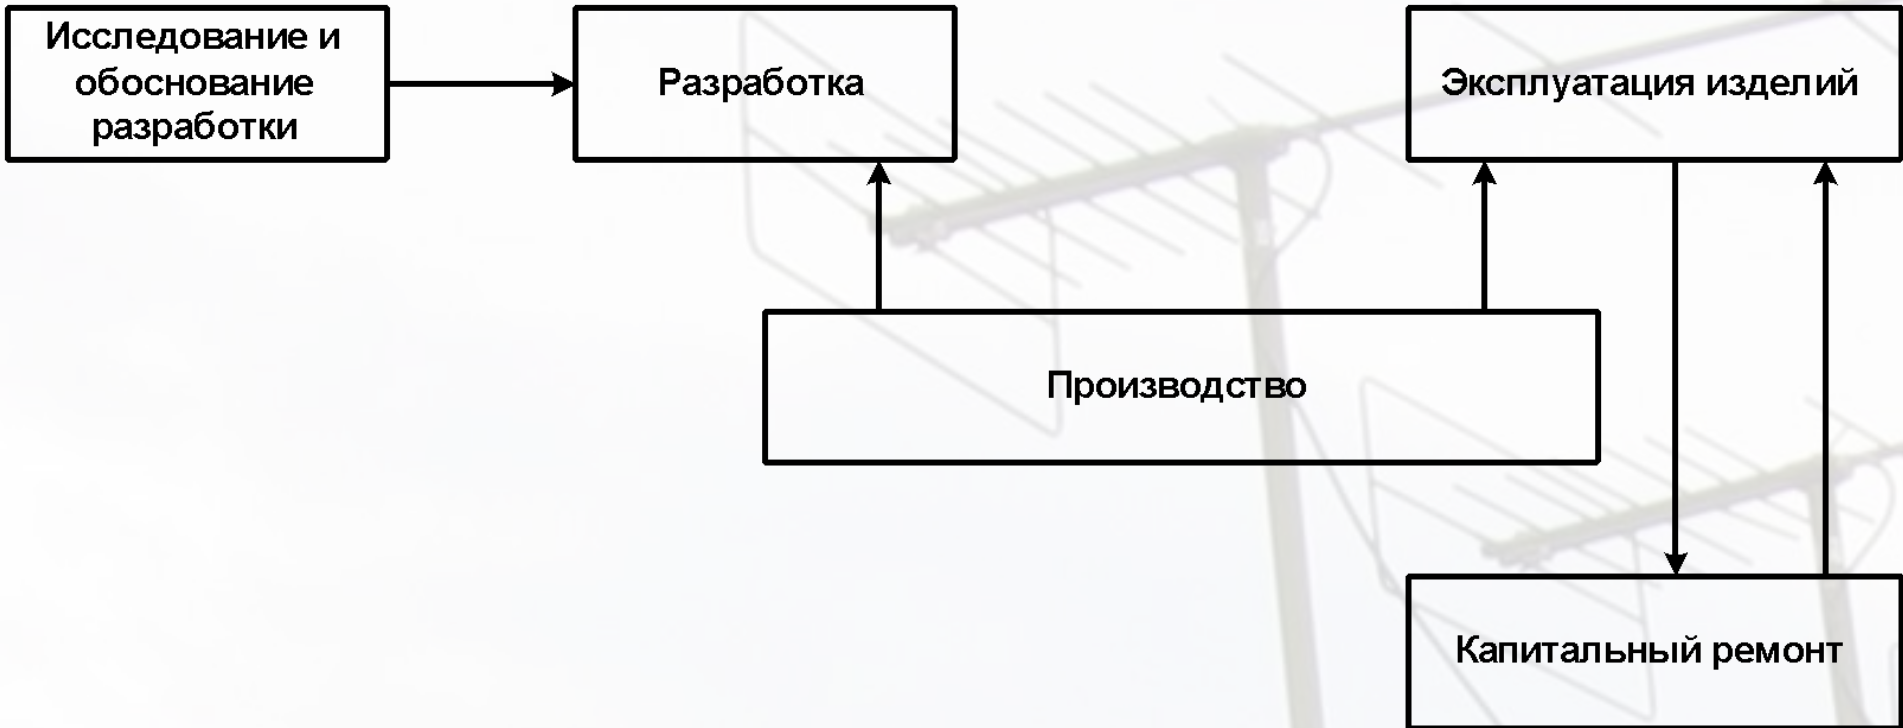 Исследование и
обоснование
разработки
Разработка
Эксплуатация изделий
Производство
Капитальный ремонт